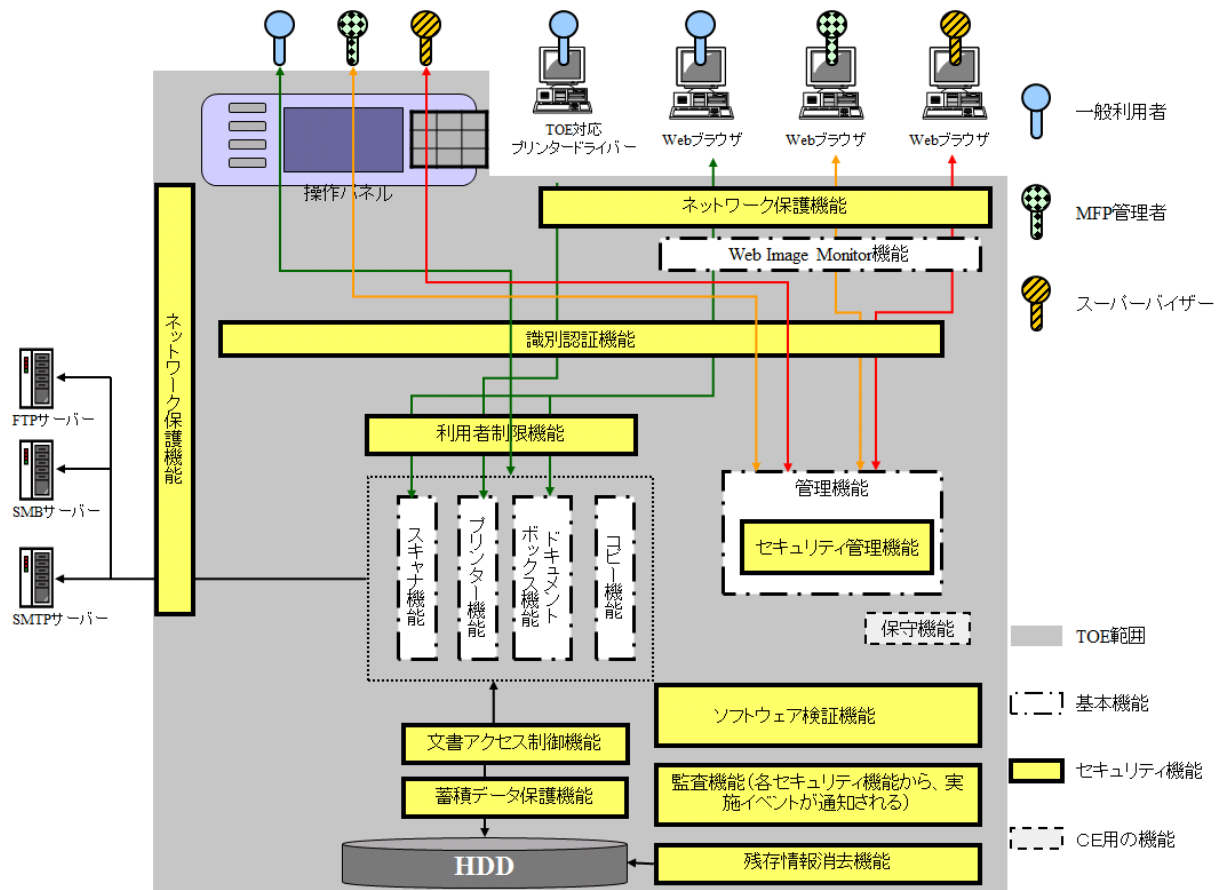 TOE対応
プリンタードライバー
Webブラウザ
Webブラウザ
Webブラウザ
一般利用者
操作パネル
ネットワーク保護機能
MFP管理者
Web Image Monitor機能
スーパーバイザー
ネットワーク保護機能
識別認証機能
FTPサーバー
SMBサーバー
SMTPサーバー
利用者制限機能
スキャナ機能
プリンター機能
ドキュメント
ボックス機能
コピー機能
管理機能
セキュリティ管理機能
保守機能
TOE範囲
基本機能
ソフトウェア検証機能
文書アクセス制御機能
セキュリティ機能
監査機能（各セキュリティ機能から、実
施イベントが通知される）
蓄積データ保護機能
CE用の機能
HDD
残存情報消去機能